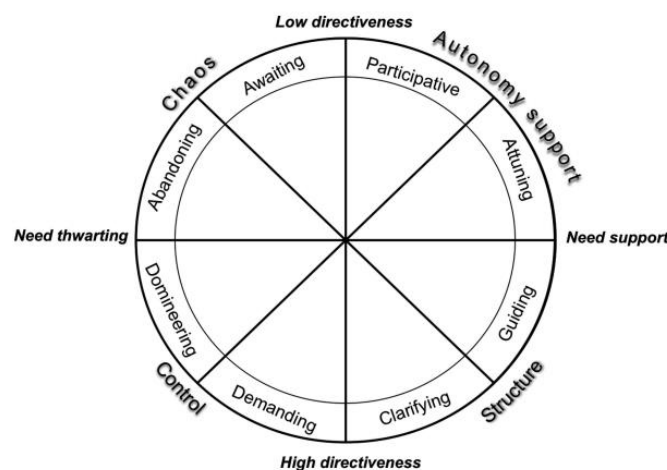 Low directiveness
Chaos
Autonomy support
Awaiting
Participative
Abandoning
Attuning
Need thwarting
Need support
Domineering
Guiding
Control
Structure
Demanding
Clarifying
High directiveness